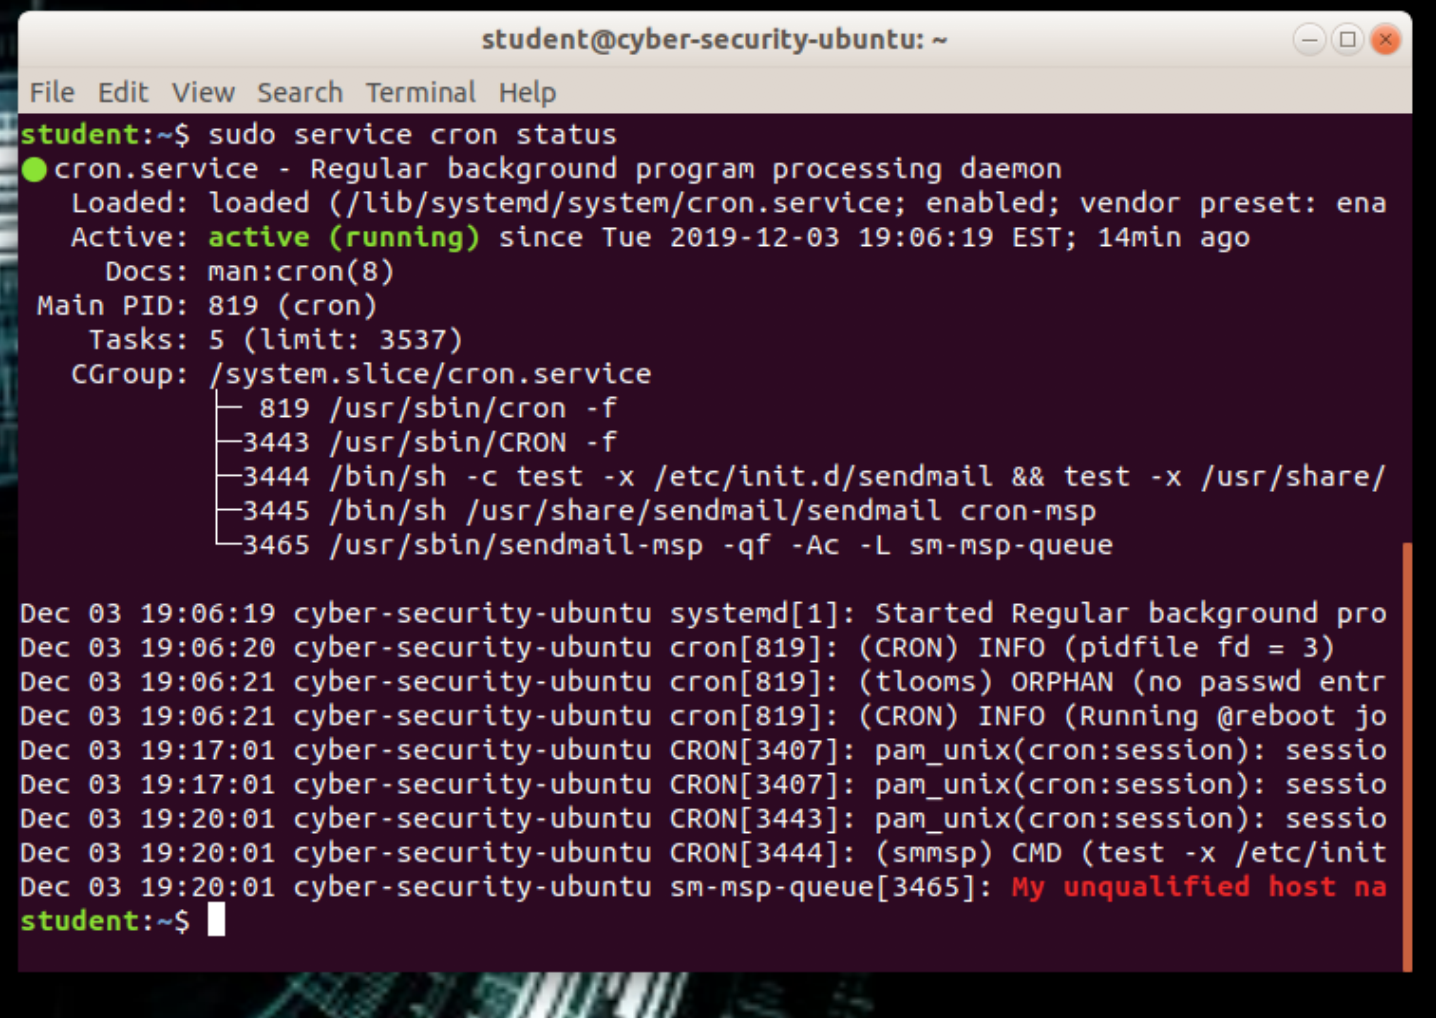 student@cyber-security-ubuntu: ~
File Edit View Search Terminal Help
student:~$ sudo service cron status
cron.service - Regular background program processing daemon
Loaded: loaded (/lib/systemd/system/cron.service; enabled; vendor preset: ena
Active: active (running) since Tue 2019-12-03 19:06:19 EST; 14min ago
Docs: man:cron(8)
Main PID: 819 (cron)
Tasks: 5 (limit: 3537)
CGroup: /system.slice/cron.service
├─ 819 /usr/sbin/cron -f
├─3443 /usr/sbin/CRON -f
├─3444 /bin/sh -c test -x /etc/init.d/sendmail && test -x /usr/share/
├─3445 /bin/sh /usr/share/sendmail/sendmail cron-msp
└─3465 /usr/sbin/sendmail-msp -qf -Ac -L sm-msp-queue
Dec 03 19:06:19 cyber-security-ubuntu systemd[1]: Started Regular background pro
Dec 03 19:06:20 cyber-security-ubuntu cron[819]: (CRON) INFO (pidfile fd = 3)
Dec 03 19:06:21 cyber-security-ubuntu cron[819]: (tlooms) ORPHAN (no passwd entr
Dec 03 19:06:21 cyber-security-ubuntu cron[819]: (CRON) INFO (Running @reboot jo
Dec 03 19:17:01 cyber-security-ubuntu CRON[3407]: pam_unix(cron:session): sessio
Dec 03 19:17:01 cyber-security-ubuntu CRON[3407]: pam_unix(cron:session): sessio
Dec 03 19:20:01 cyber-security-ubuntu CRON[3443]: pam_unix(cron:session): sessio
Dec 03 19:20:01 cyber-security-ubuntu CRON[3444]: (smmsp) CMD (test -x /etc/init
Dec 03 19:20:01 cyber-security-ubuntu sm-msp-queue[3465]: My unqualified host na
student:~$